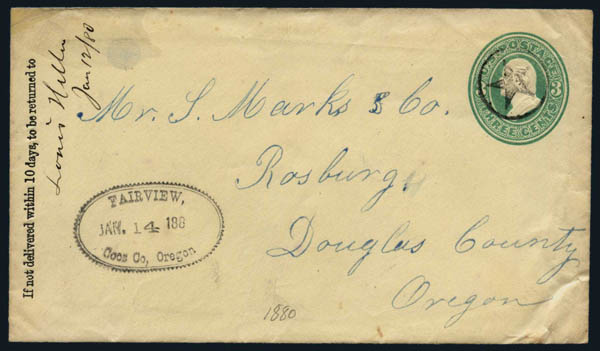 If not delivered within 10 days, to be returned to
Louis
Jan 12/80
U.S. POSTAGE
3
THREE CENTS
Mr. S. Marks & Co.
Rosburg,
Douglas County
Oregon
FAIRVIEW,
JAN. 14 188
Coos Co, Oregon
1880